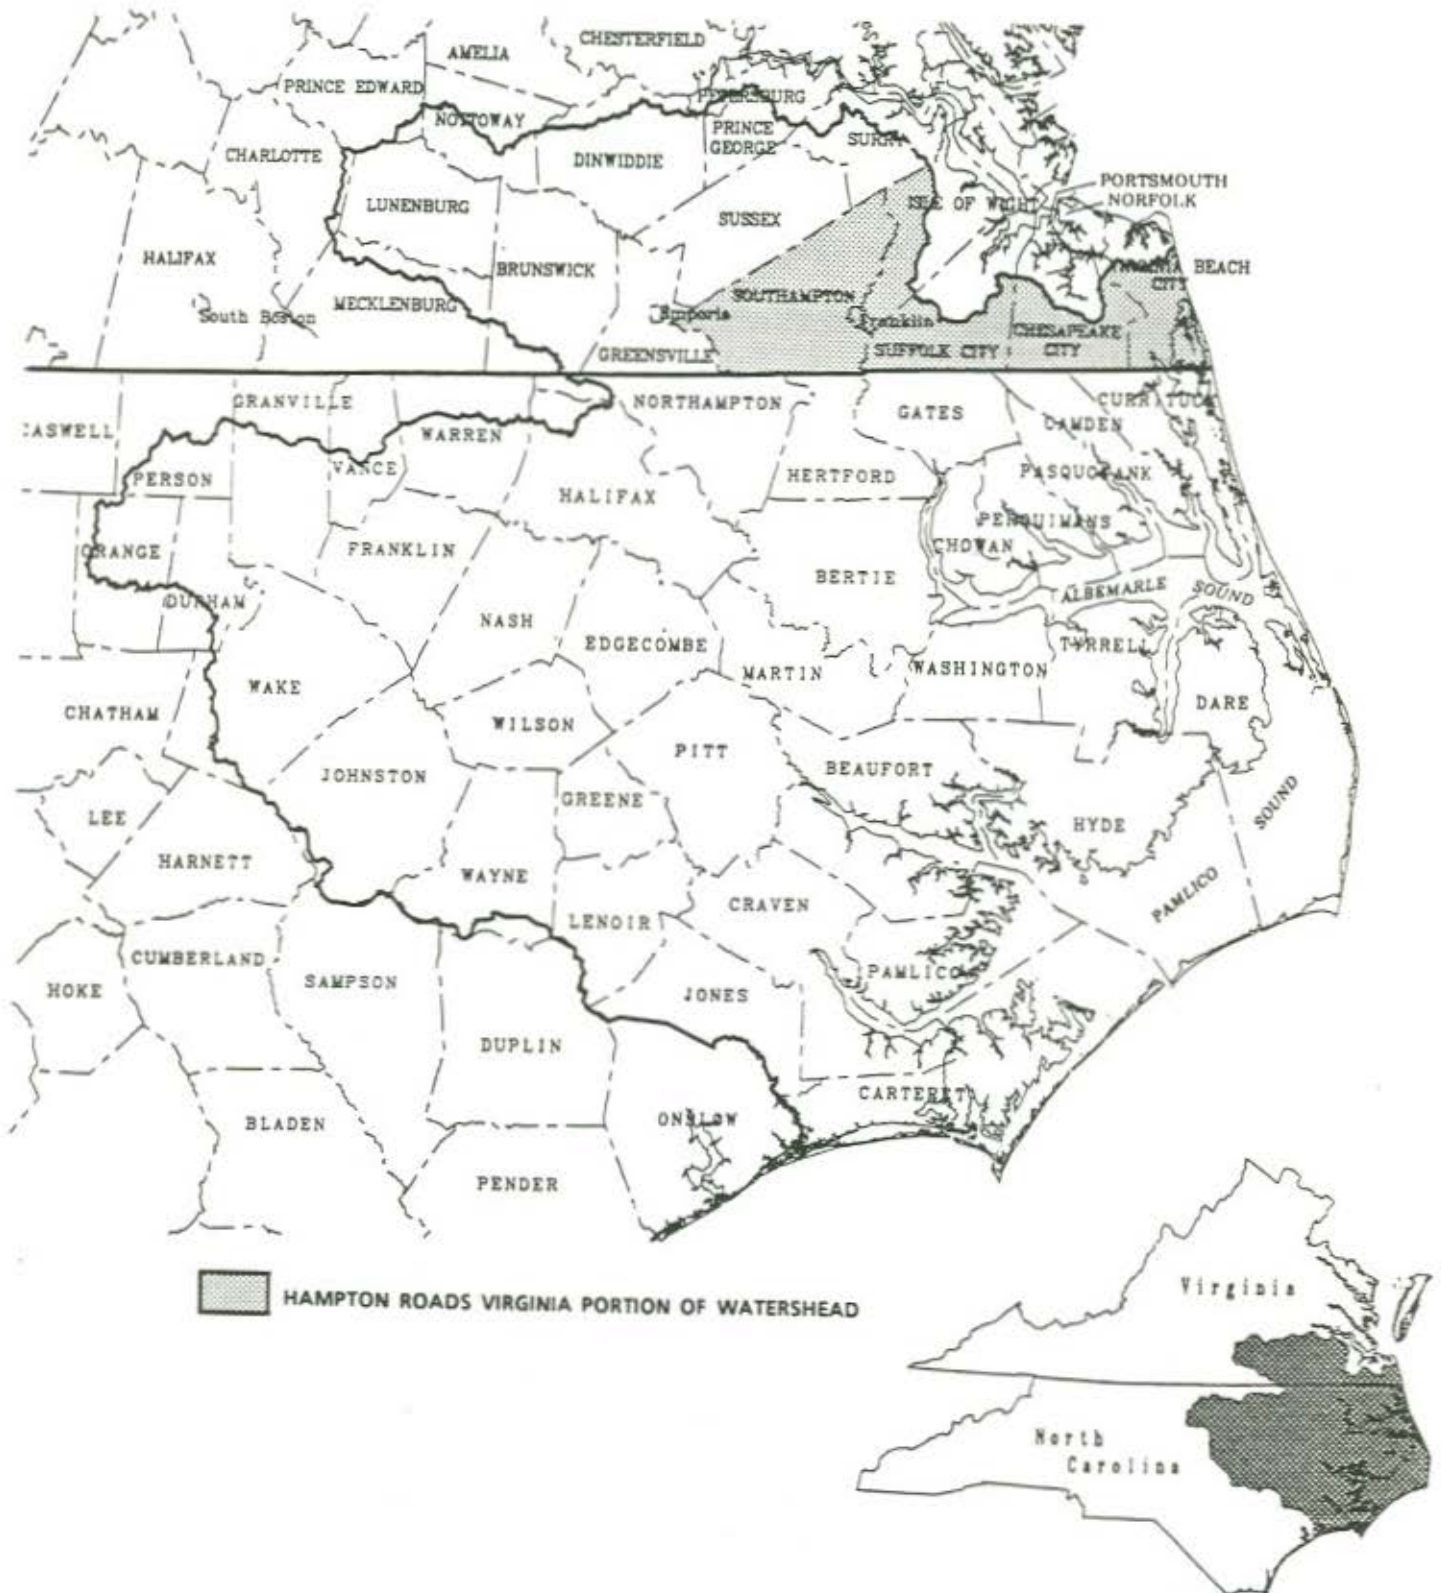 CHESTERFIELD
AMELIA
PRINCE EDWARD
PETERSBURG
NOTTOWAY
PRINCE
GEORGE
SURRY
CHARLOTTE
DINWIDDIE
PORTSMOUTH
NORFOLK
LUNENBURG
ISLE OF WIGHT
SUSSEX
HALIFAX
BRUNSWICK
VIRGINIA BEACH
CITY
SOUTHAMPTON
MECKLENBURG
South Boston
Emporia
Franklin
CHESAPEAKE
CITY
GREENSVILLE
SUFFOLK CITY
GRANVILLE
NORTHAMPTON
CURRITUCK
GATES
CAMDEN
CASWELL
WARREN
VANCE
PERSON
HERTFORD
PASQUOTANK
HALIFAX
PERQUIMANS
ORANGE
FRANKLIN
CHOWAN
BERTIE
ALBEMARLE SOUND
DURHAM
NASH
EDGECOMBE
TYRRELL
MARTIN
WASHINGTON
WAKE
DARE
CHATHAM
WILSON
PITT
BEAUFORT
JOHNSTON
GREENE
SOUND
LEE
HYDE
HARNETT
WAYNE
PAMLICO
CRAVEN
LENOIR
CUMBERLAND
SAMPSON
PAMLICO
HOKE
JONES
DUPLIN
CARTERET
BLADEN
ONSLOW
PENDER
HAMPTON ROADS VIRGINIA PORTION OF WATERSHEAD
Virginia
North
Carolina